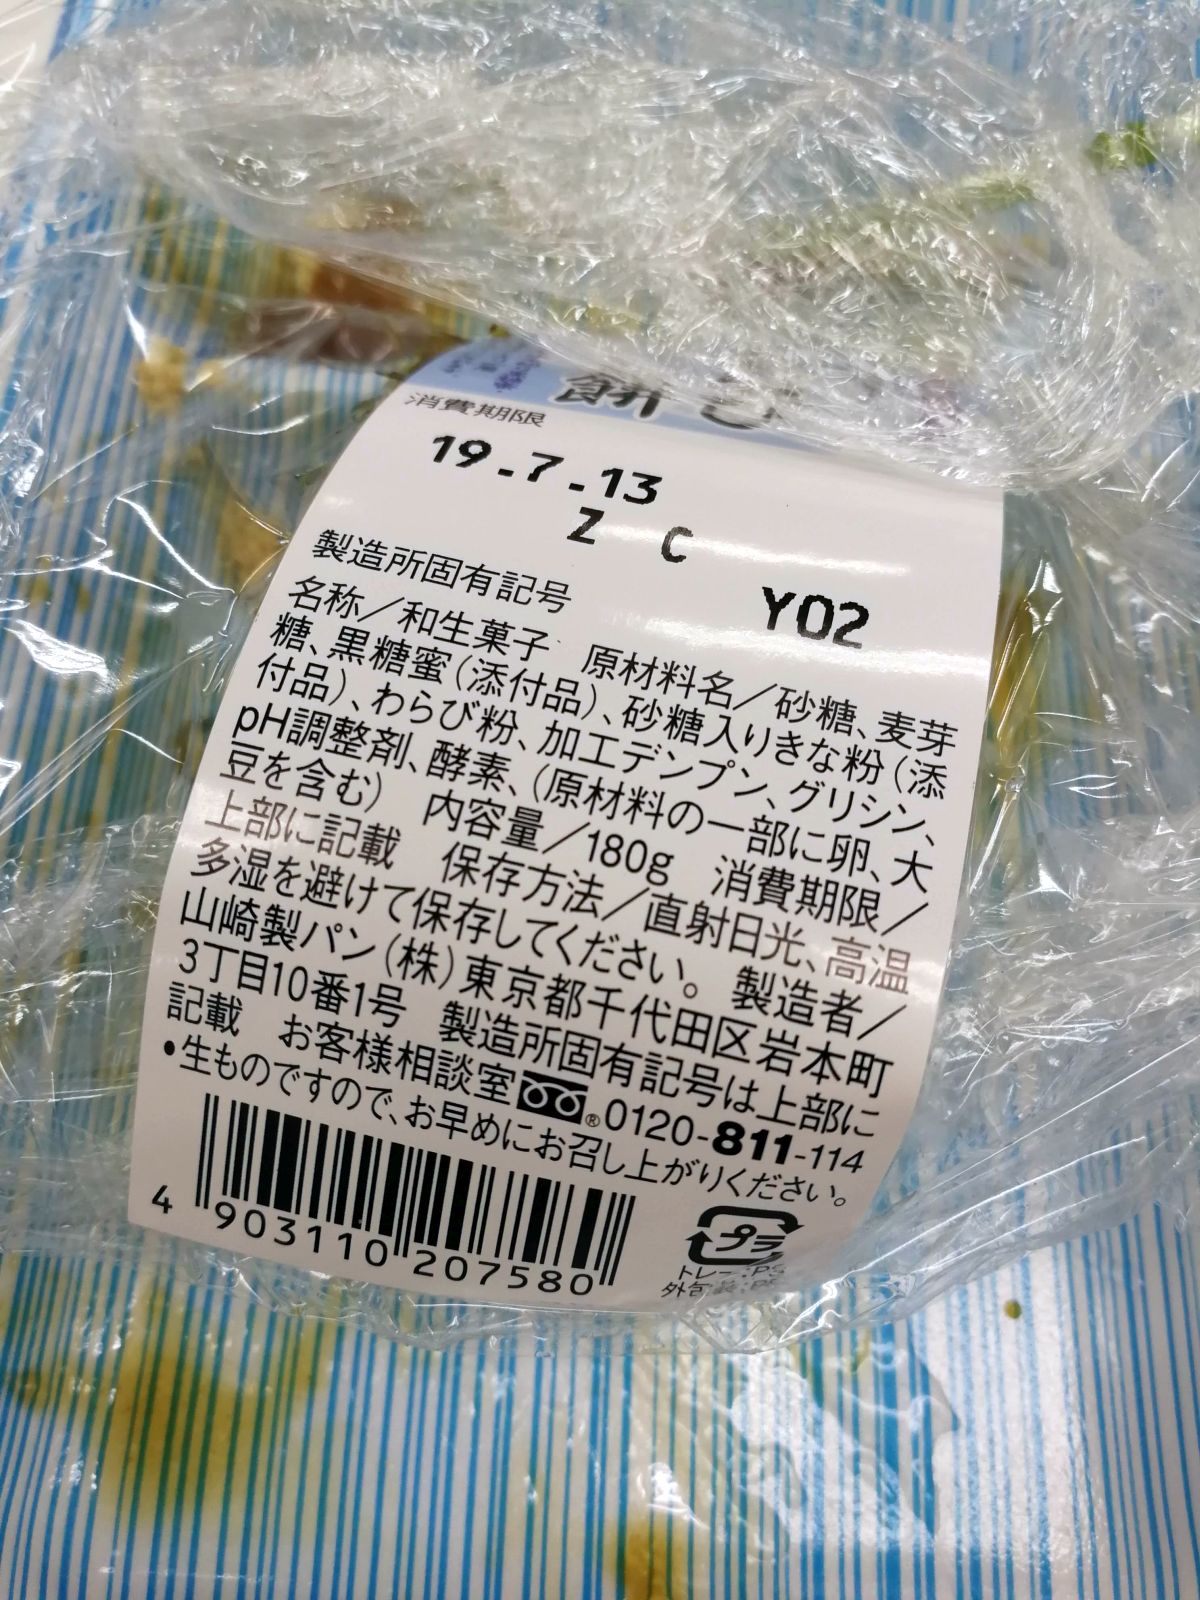 餅
消費期限
19.-7.-13
Z C
製造所固有記号
Y02
名称／和生菓子 原材料名／砂糖、麦芽
糖、黒糖蜜(添付品)、砂糖入りきな粉(添
付品)、わらび粉、加工デンプン、グリシン、
pH調整剤、酵素、(原材料の一部に卵、大
豆を含む) 内容量／180g 消費期限／
上部に記載 保存方法／直射日光、高温
多湿を避けて保存してください。 製造者／
山崎製パン(株)東京都千代田区岩本町
3丁目10番1号 製造所固有記号は上部に
記載 お客様相談室 ® 0120-811-114
•生ものですので、お早めにお召し上がりください。
4 903110 207580
プラ
トレー:PS
外包装: